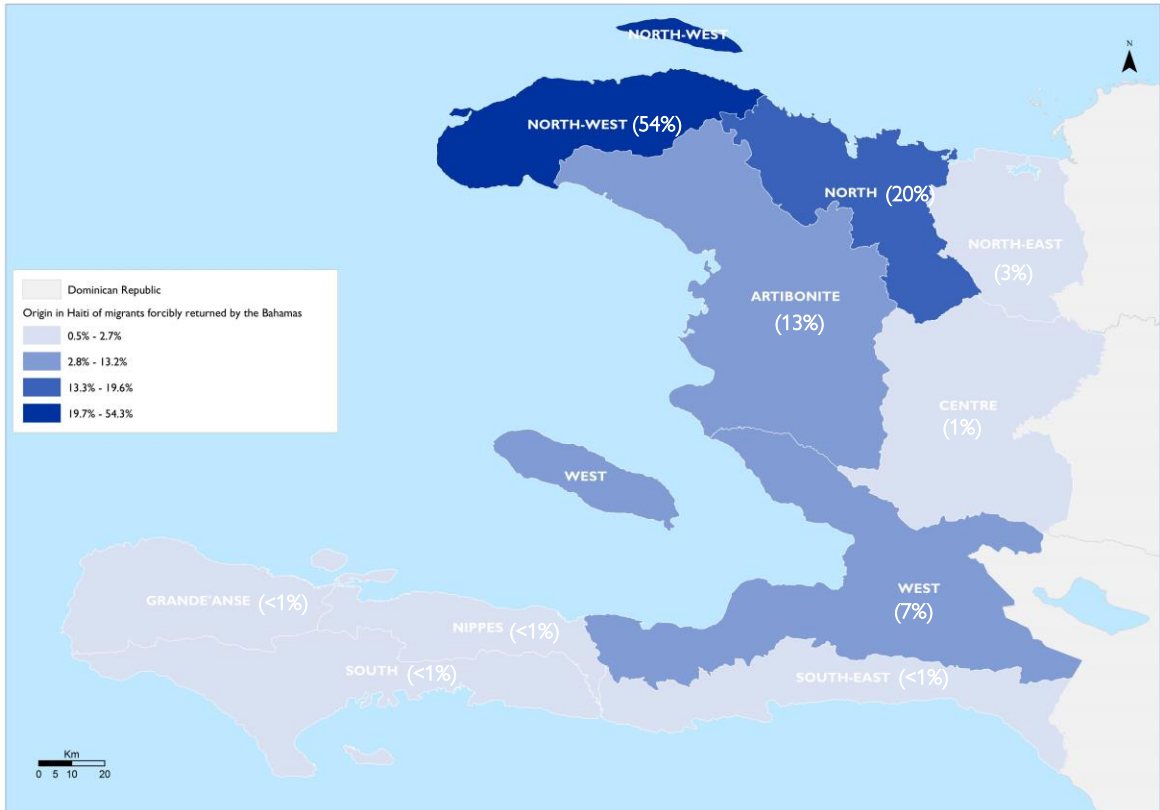 NORTH-WEST
N
NORTH-WEST (54%)
NORTH (20%)
NORTH-EAST
(3%)
ARTIBONITE
(13%)
Dominican Republic
Origin in Haiti of migrants forcibly returned by the Bahamas
0.5% - 2.7%
2.8% - 13.2%
13.3% - 19.6%
19.7% - 54.3%
CENTRE
(1%)
WEST
WEST
(7%)
GRANDE'ANSE (<1%)
NIPPES (<1%)
SOUTH (<1%)
SOUTH-EAST (<1%)
Km
0 5 10 20